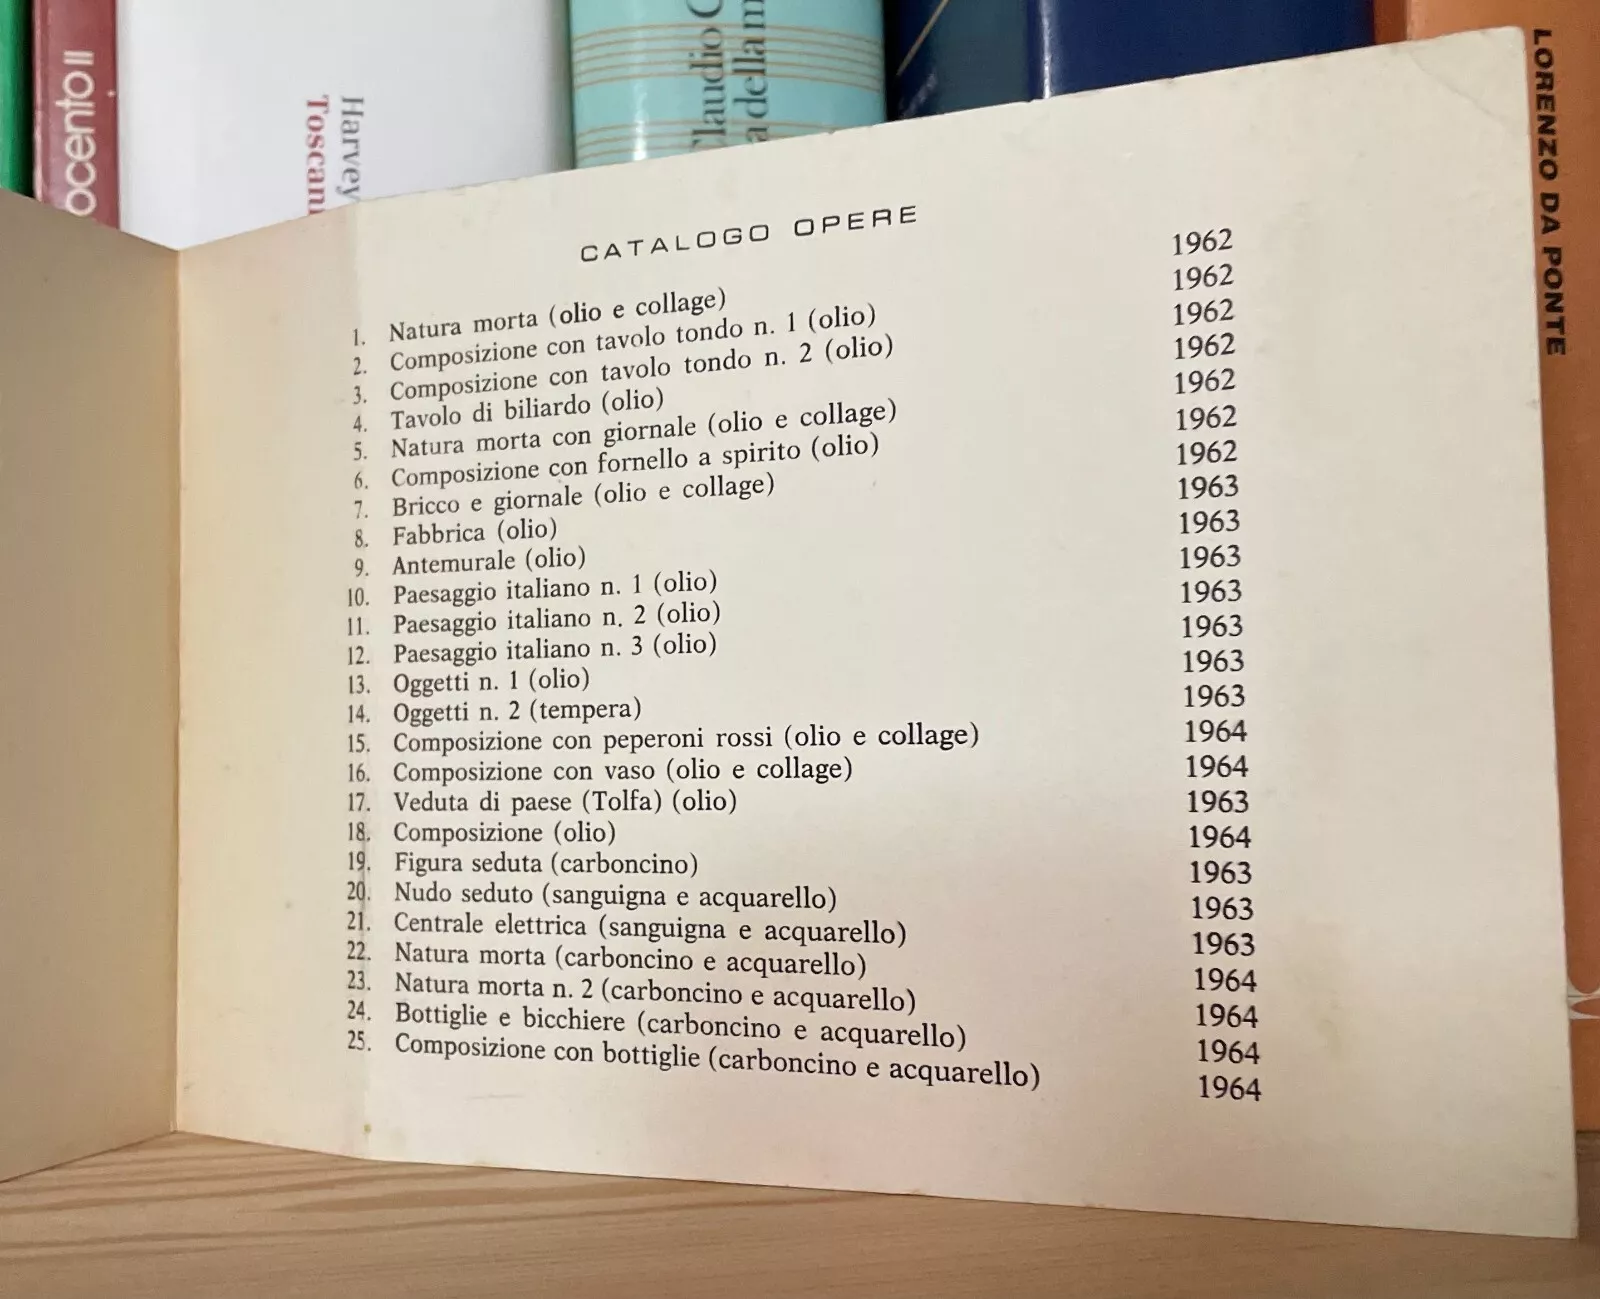 ocento II
Harvey
Toscani
Claudio C
a della m
LORENZO DA PONTE
CATALOGO OPERE
1. Natura morta (olio e collage) 1962
2. Composizione con tavolo tondo n. 1 (olio) 1962
3. Composizione con tavolo tondo n. 2 (olio) 1962
4. Tavolo di biliardo (olio) 1962
5. Natura morta con giornale (olio e collage) 1962
6. Composizione con fornello a spirito (olio) 1962
7. Bricco e giornale (olio e collage) 1962
8. Fabbrica (olio) 1963
9. Antemurale (olio) 1963
10. Paesaggio italiano n. 1 (olio) 1963
11. Paesaggio italiano n. 2 (olio) 1963
12. Paesaggio italiano n. 3 (olio) 1963
13. Oggetti n. 1 (olio) 1963
14. Oggetti n. 2 (tempera) 1963
15. Composizione con peperoni rossi (olio e collage) 1964
16. Composizione con vaso (olio e collage) 1964
17. Veduta di paese (Tolfa) (olio) 1963
18. Composizione (olio) 1964
19. Figura seduta (carboncino) 1963
20. Nudo seduto (sanguigna e acquarello) 1963
21. Centrale elettrica (sanguigna e acquarello) 1963
22. Natura morta (carboncino e acquarello) 1964
23. Natura morta n. 2 (carboncino e acquarello) 1964
24. Bottiglie e bicchiere (carboncino e acquarello) 1964
25. Composizione con bottiglie (carboncino e acquarello) 1964